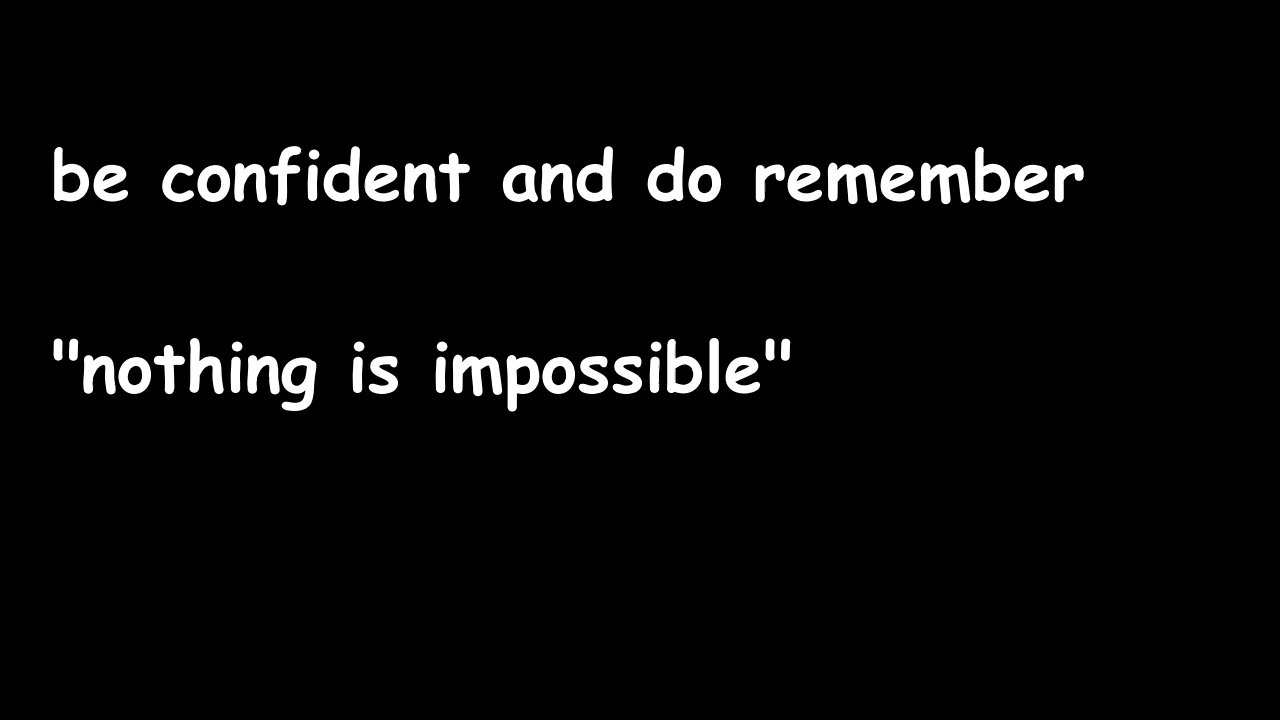 be confident and do remember
"nothing is impossible"